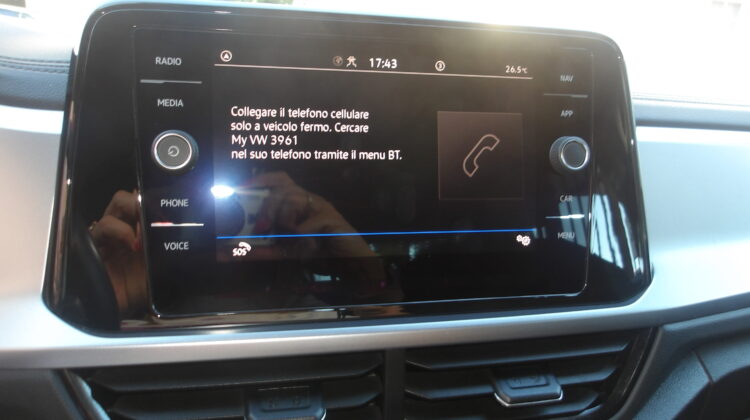 RADIO
MEDIA
PHONE
VOICE
17:43
3
26.5°C
Collegare il telefono cellulare
solo a veicolo fermo. Cercare
My VW 3961
nel suo telefono tramite il menu BT.
SOS
NAV
APP
CAR
MENU